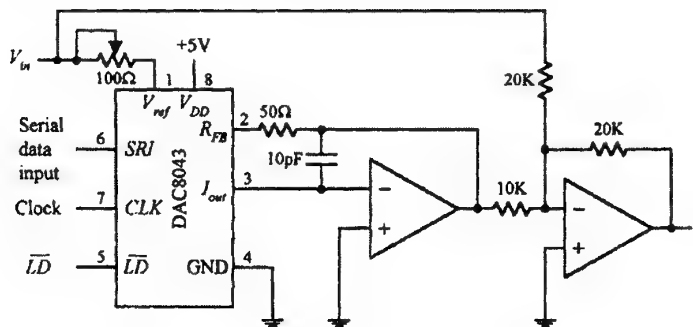 +5V
V_in
100Ω
1
8
V_ref
V_DD
20K
2
50Ω
R_FB
20K
Serial
data
input
6
SRI
10pF
DAC8043
3
I_out
−
10K
−
Clock
7
CLK
+
+
LD̅
5
LD̅
GND
4